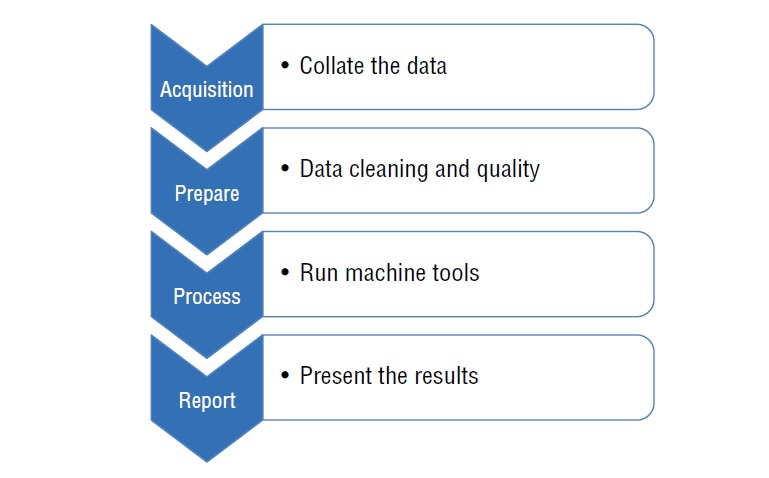 Acquisition
• Collate the data
Prepare
• Data cleaning and quality
Process
• Run machine tools
Report
• Present the results